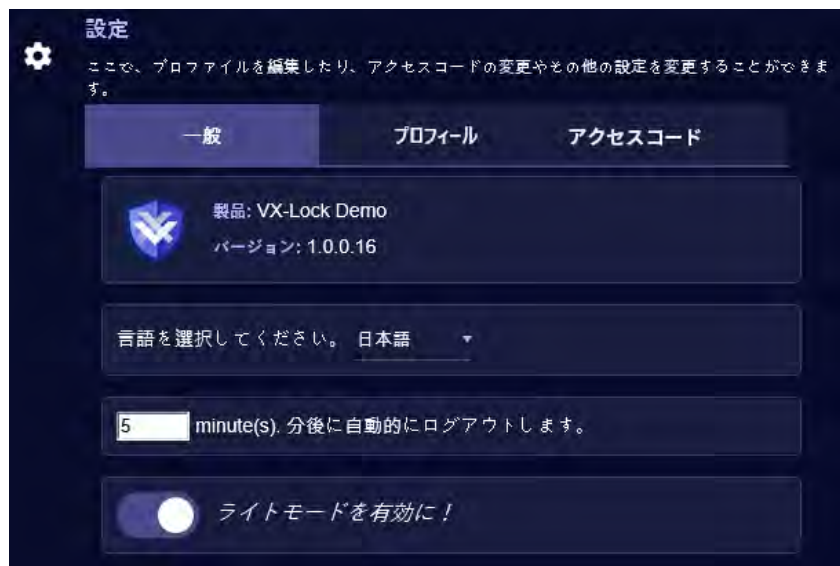 設定
ここで、プロファイルを編集したり、アクセスコードの変更やその他の設定を変更することができま
す。
一般 プロフィール アクセスコード
製品: VX-Lock Demo
バージョン: 1.0.0.16
言語を選択してください。 日本語
5 minute(s). 分後に自動的にログアウトします。
ライトモードを有効に！